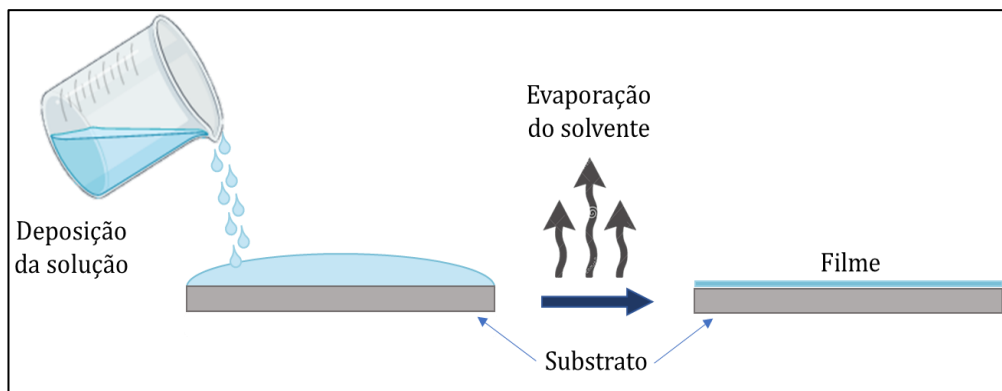 Deposição
da solução
Evaporação
do solvente
Substrato
Filme